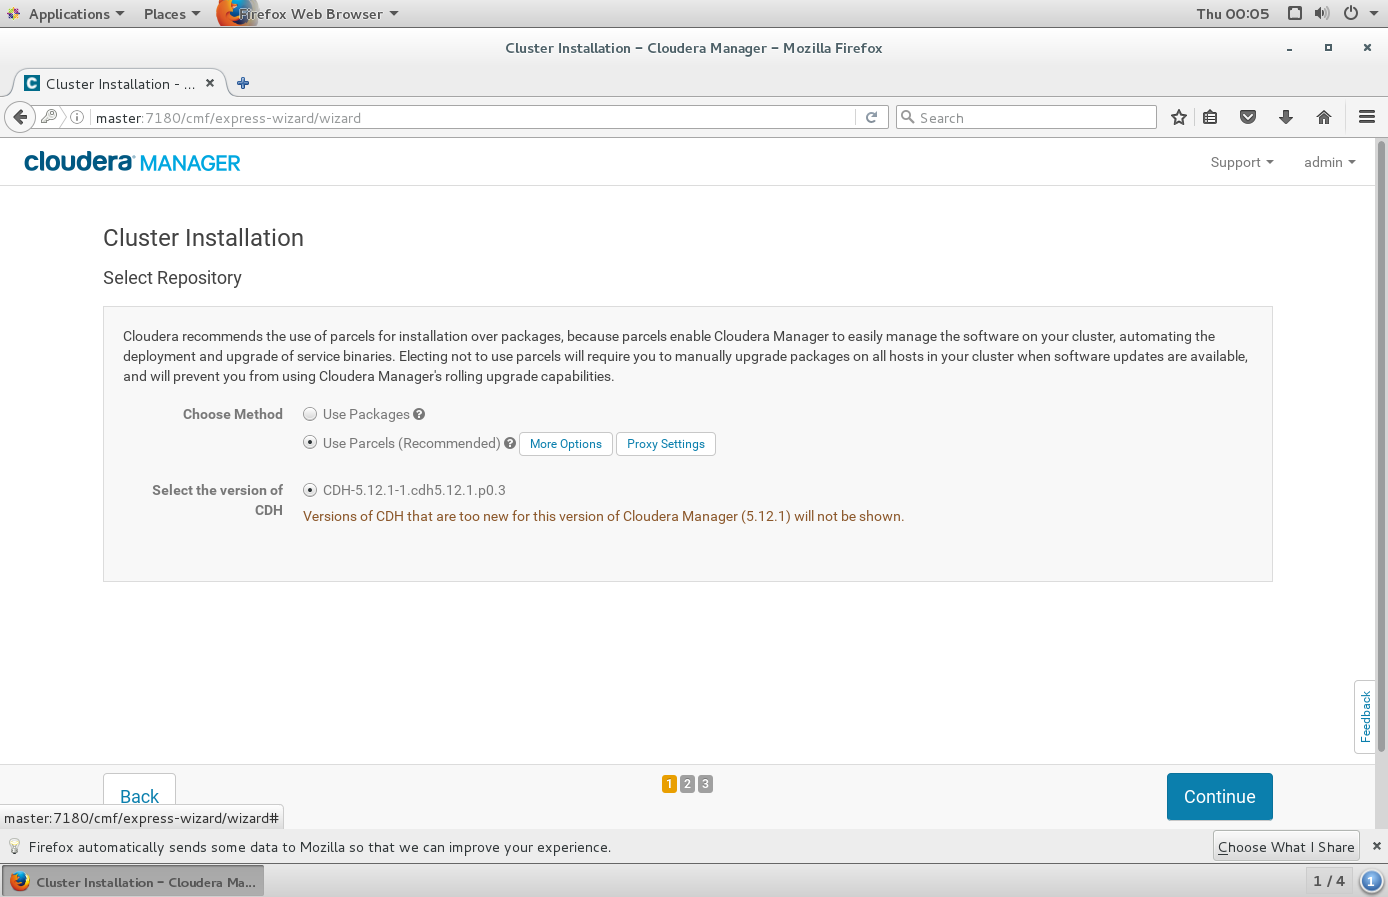 Applications Places Firefox Web Browser Thu 00:05
Cluster Installation – Cloudera Manager – Mozilla Firefox
Cluster Installation - ...
master:7180/cmf/express-wizard/wizard Search
cloudera MANAGER Support admin
Cluster Installation
Select Repository
Cloudera recommends the use of parcels for installation over packages, because parcels enable Cloudera Manager to easily manage the software on your cluster, automating the
deployment and upgrade of service binaries. Electing not to use parcels will require you to manually upgrade packages on all hosts in your cluster when software updates are available,
and will prevent you from using Cloudera Manager's rolling upgrade capabilities.
Choose Method Use Packages
Use Parcels (Recommended) More Options Proxy Settings
Select the version of CDH-5.12.1-1.cdh5.12.1.p0.3
CDH
Versions of CDH that are too new for this version of Cloudera Manager (5.12.1) will not be shown.
Feedback
Back 1 2 3 Continue
master:7180/cmf/express-wizard/wizard#
Firefox automatically sends some data to Mozilla so that we can improve your experience. Choose What I Share
Cluster Installation – Cloudera Ma... 1 / 4 1